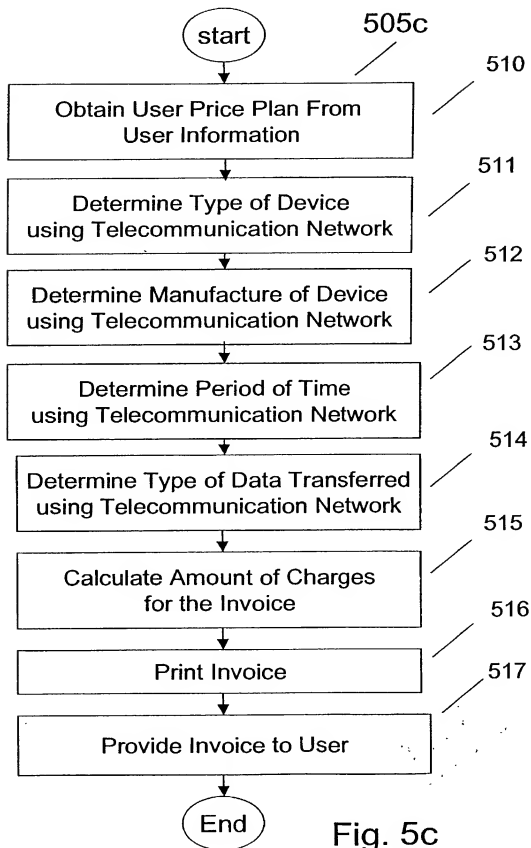 start
505c
Obtain User Price Plan From
User Information
510
Determine Type of Device
using Telecommunication Network
511
Determine Manufacture of Device
using Telecommunication Network
512
Determine Period of Time
using Telecommunication Network
513
Determine Type of Data Transferred
using Telecommunication Network
514
Calculate Amount of Charges
for the Invoice
515
Print Invoice
516
Provide Invoice to User
517
End
Fig. 5c